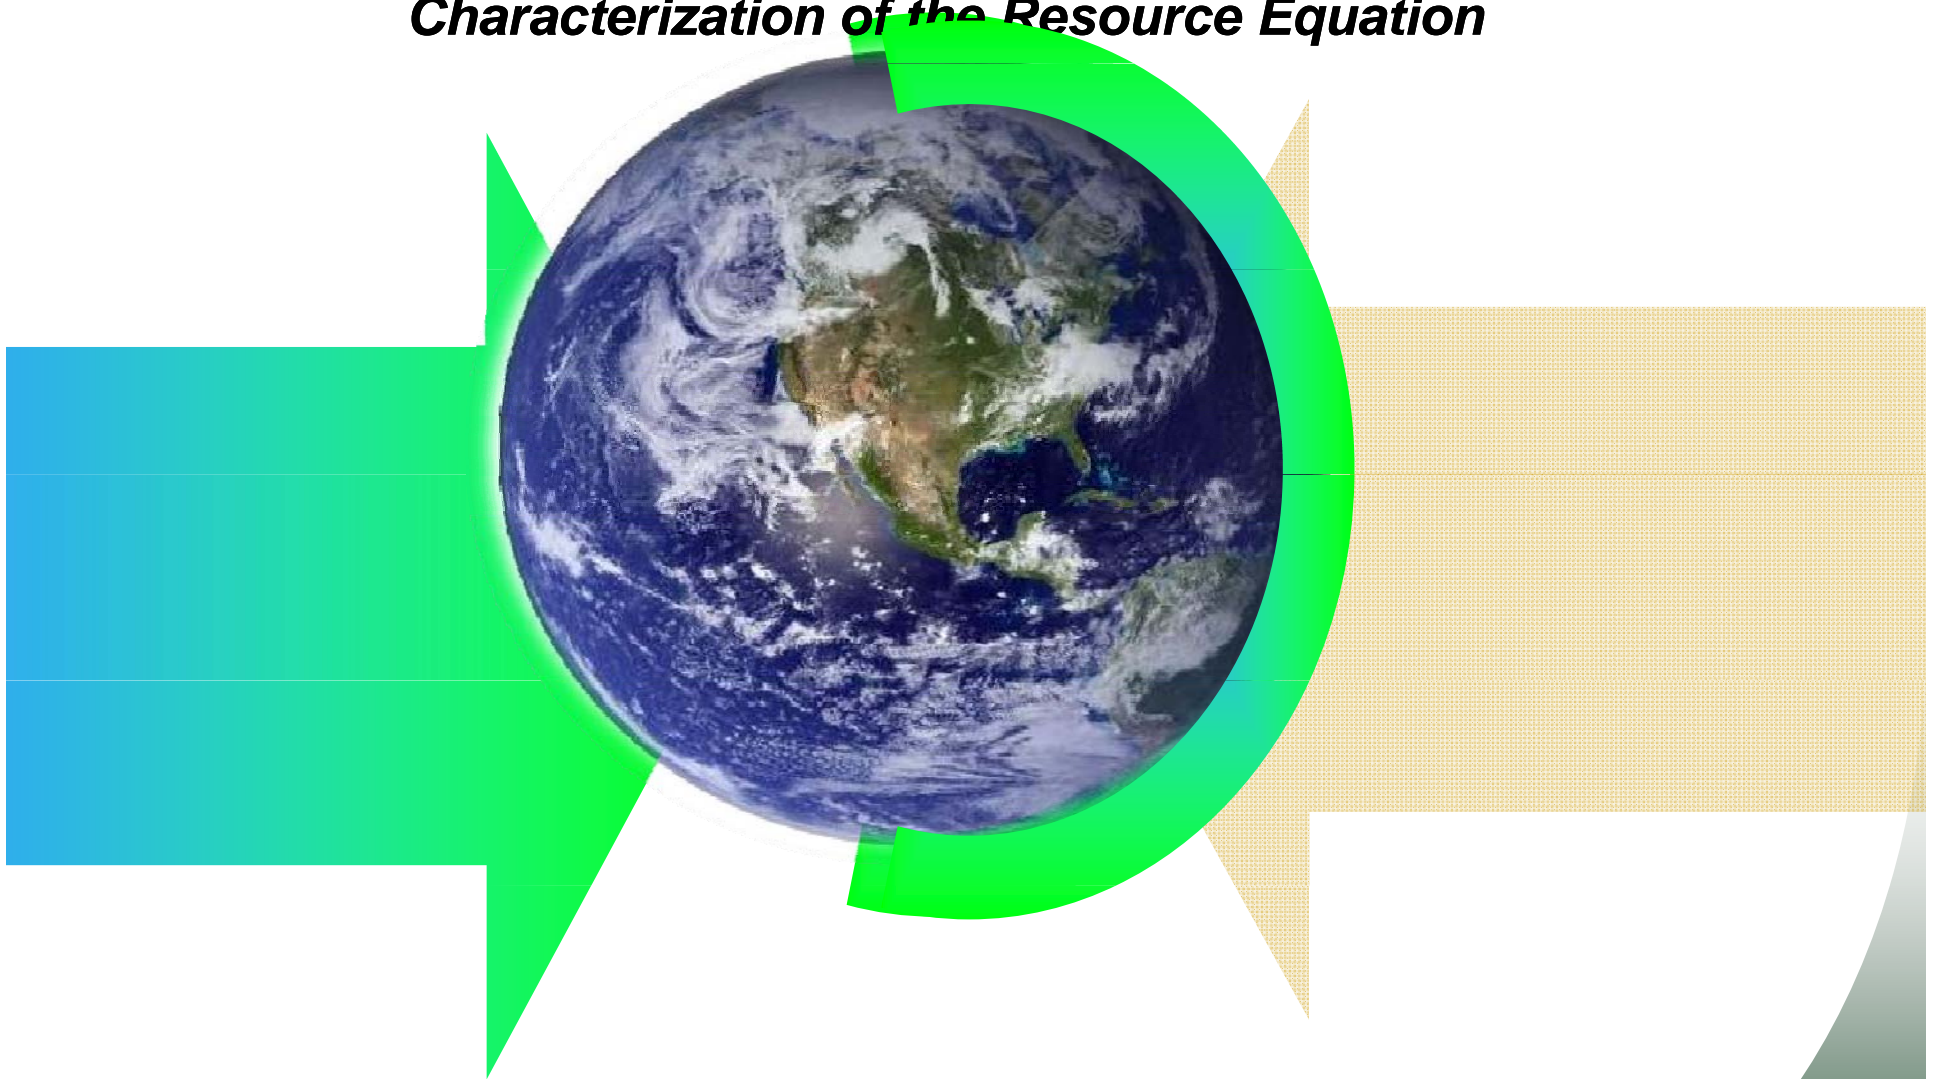 Characterization of the Resource Equation